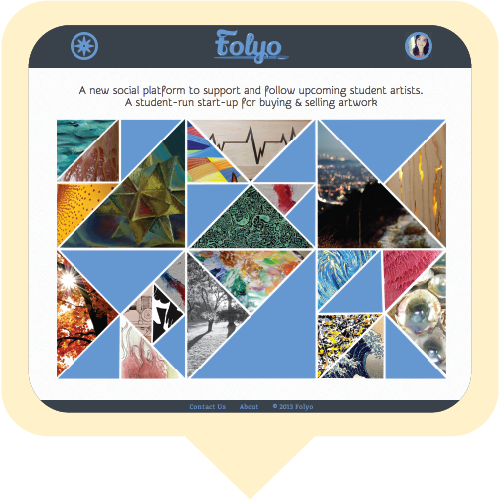 Folyo
A new social platform to support and follow upcoming student artists.
A student-run start-up for buying & selling artwork
Contact Us About © 2013 Folyo